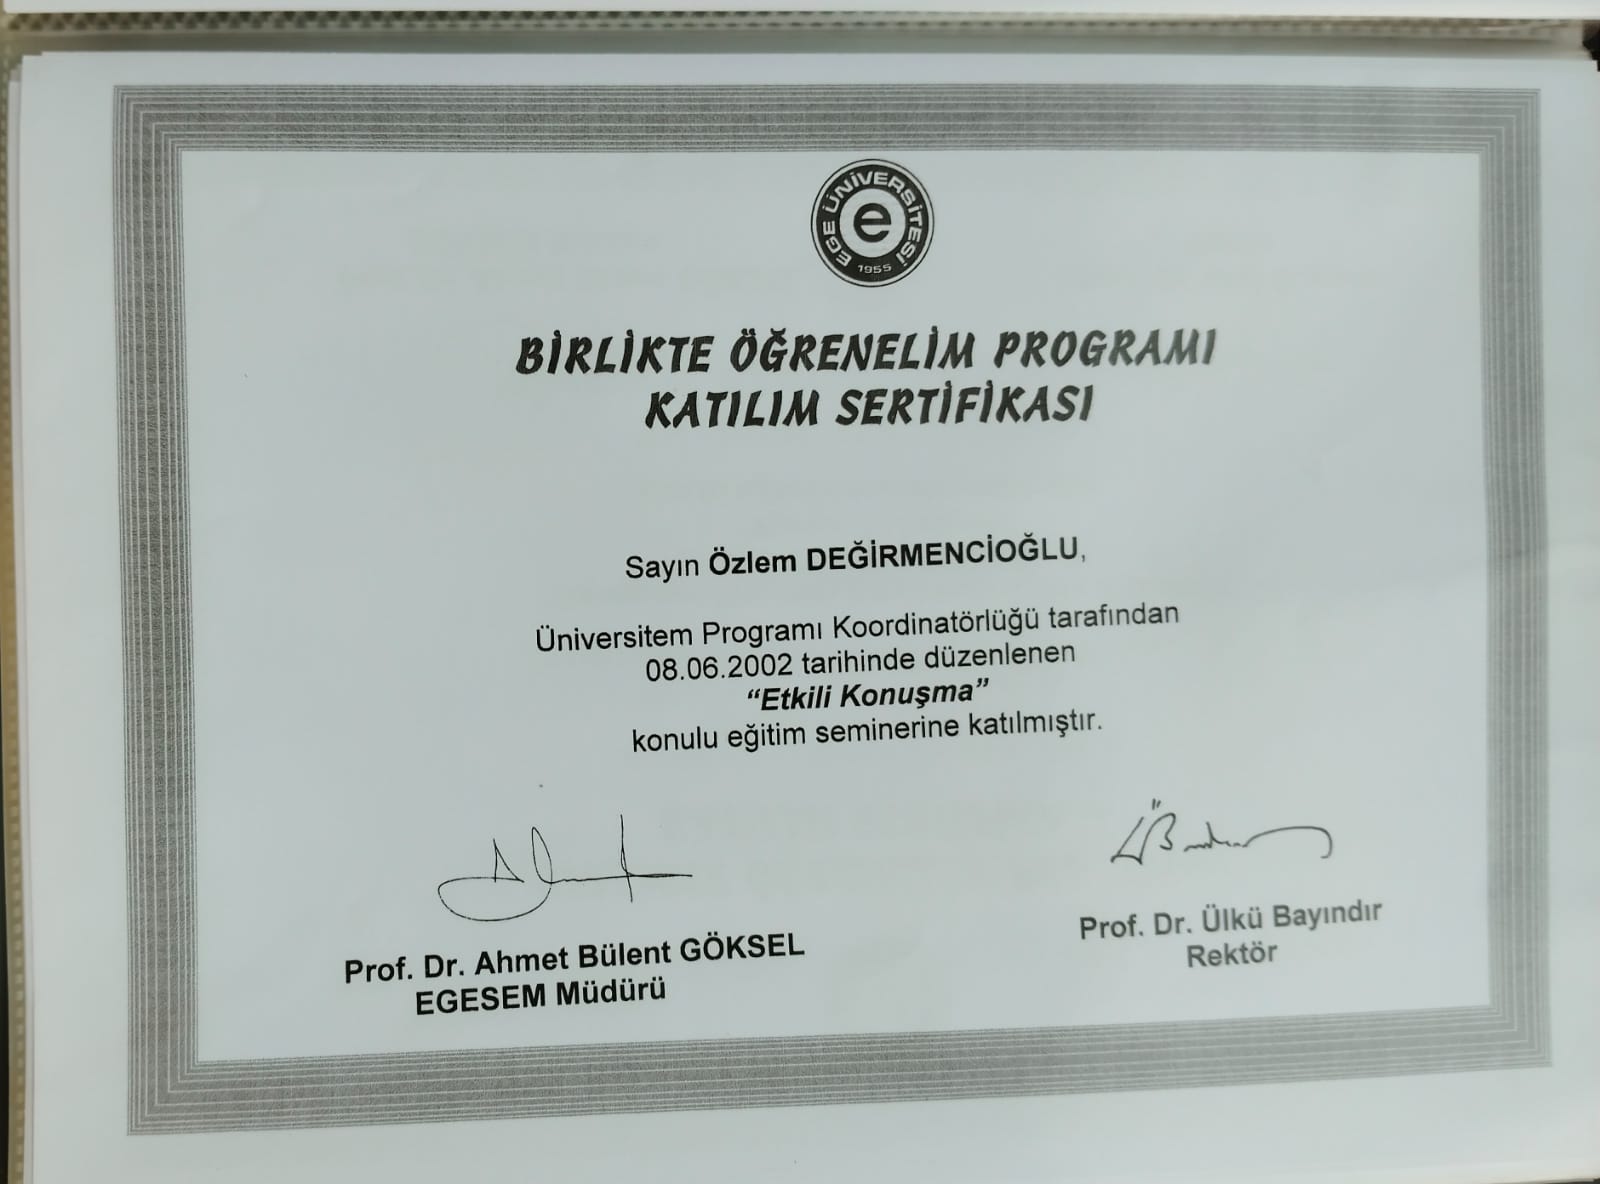 EGE ÜNİVERSİTESİ
e
1955
BİRLİKTE ÖĞRENELİM PROGRAMI
KATILIM SERTİFİKASI
Sayın Özlem DEĞİRMENCİOĞLU,
Üniversitem Programı Koordinatörlüğü tarafından
08.06.2002 tarihinde düzenlenen
“Etkili Konuşma”
konulu eğitim seminerine katılmıştır.
Prof. Dr. Ahmet Bülent GÖKSEL
EGESEM Müdürü
Prof. Dr. Ülkü Bayındır
Rektör